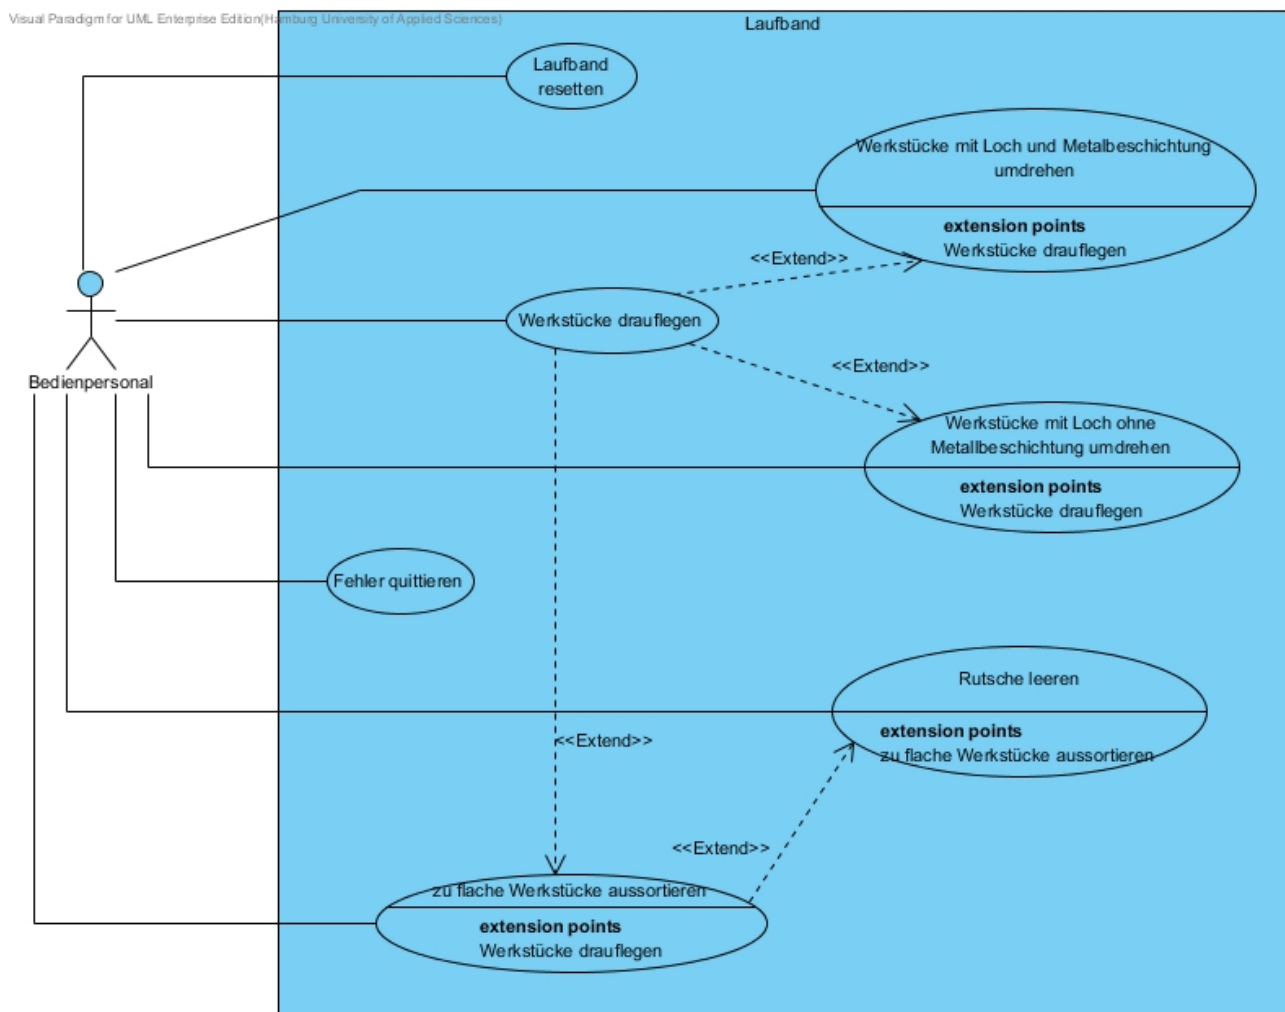 Visual Paradigm for UML Enterprise Edition(Hamburg University of Applied Sciences)
Laufband
Laufband
resetten
Werkstücke mit Loch und Metalbeschichtung
umdrehen
extension points
Werkstücke drauflegen
<<Extend>>
Werkstücke drauflegen
<<Extend>>
Bedienpersonal
Werkstücke mit Loch ohne
Metallbeschichtung umdrehen
extension points
Werkstücke drauflegen
Fehler quittieren
Rutsche leeren
extension points
zu flache Werkstücke aussortieren
<<Extend>>
<<Extend>>
zu flache Werkstücke aussortieren
extension points
Werkstücke drauflegen